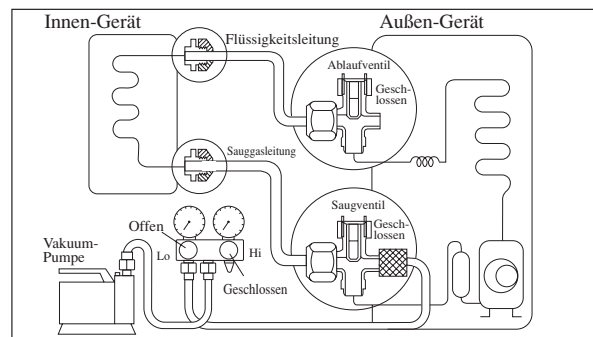 Innen-Gerät
Außen-Gerät
Flüssigkeitsleitung
Ablaufventil
Gesch-
lossen
Sauggasleitung
Saugventil
Gesch-
lossen
Offen
Vakuum-
Pumpe
Lo
Hi
Geschlossen